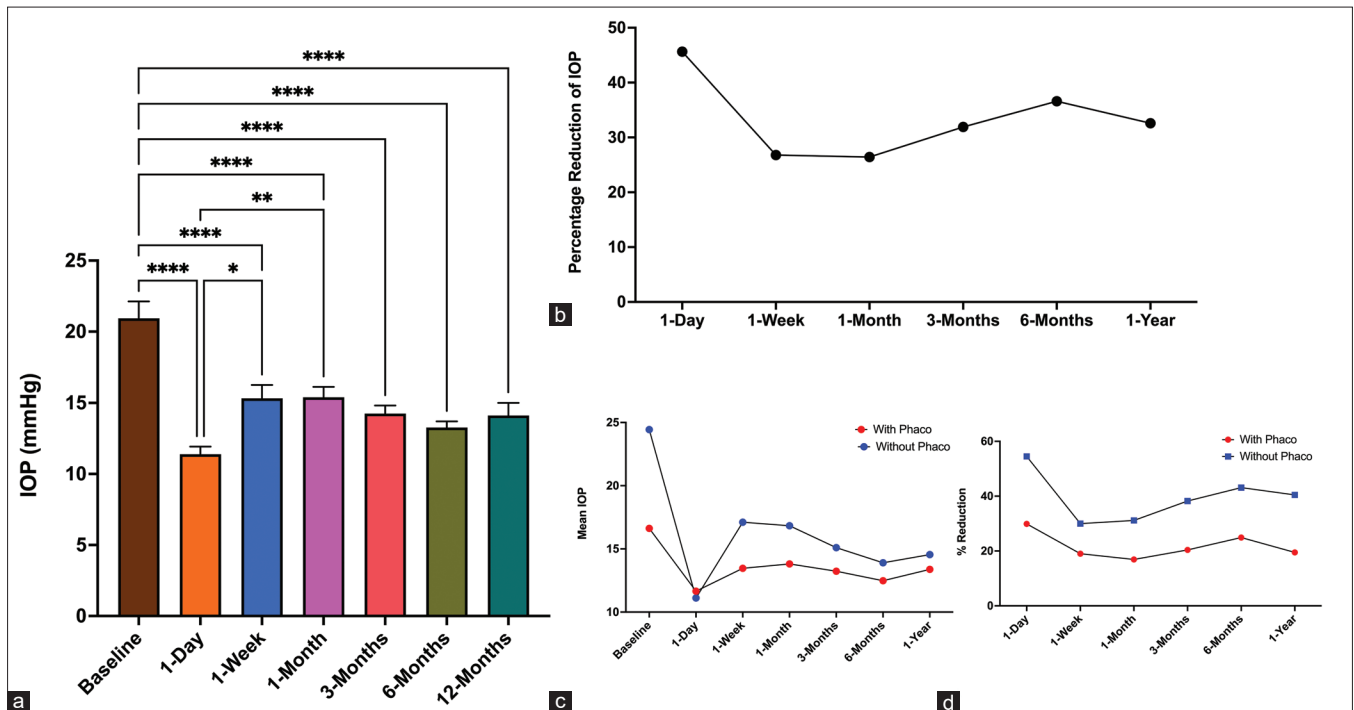 ****
****
****
****
**
****
**** *
IOP (mmHg)
25
20
15
10
5
0
Baseline
1-Day
1-Week
1-Month
3-Months
6-Months
12-Months
a
Percentage Reduction of IOP
50
40
30
20
10
0
1-Day 1-Week 1-Month 3-Months 6-Months 1-Year
b
Mean IOP
25
20
15
10
With Phaco
Without Phaco
Baseline
1-Day
1-Week
1-Month
3-Months
6-Months
1-Year
c
% Reduction
60
40
20
0
With Phaco
Without Phaco
1-Day
1-Week
1-Month
3-Months
6-Months
1-Year
d